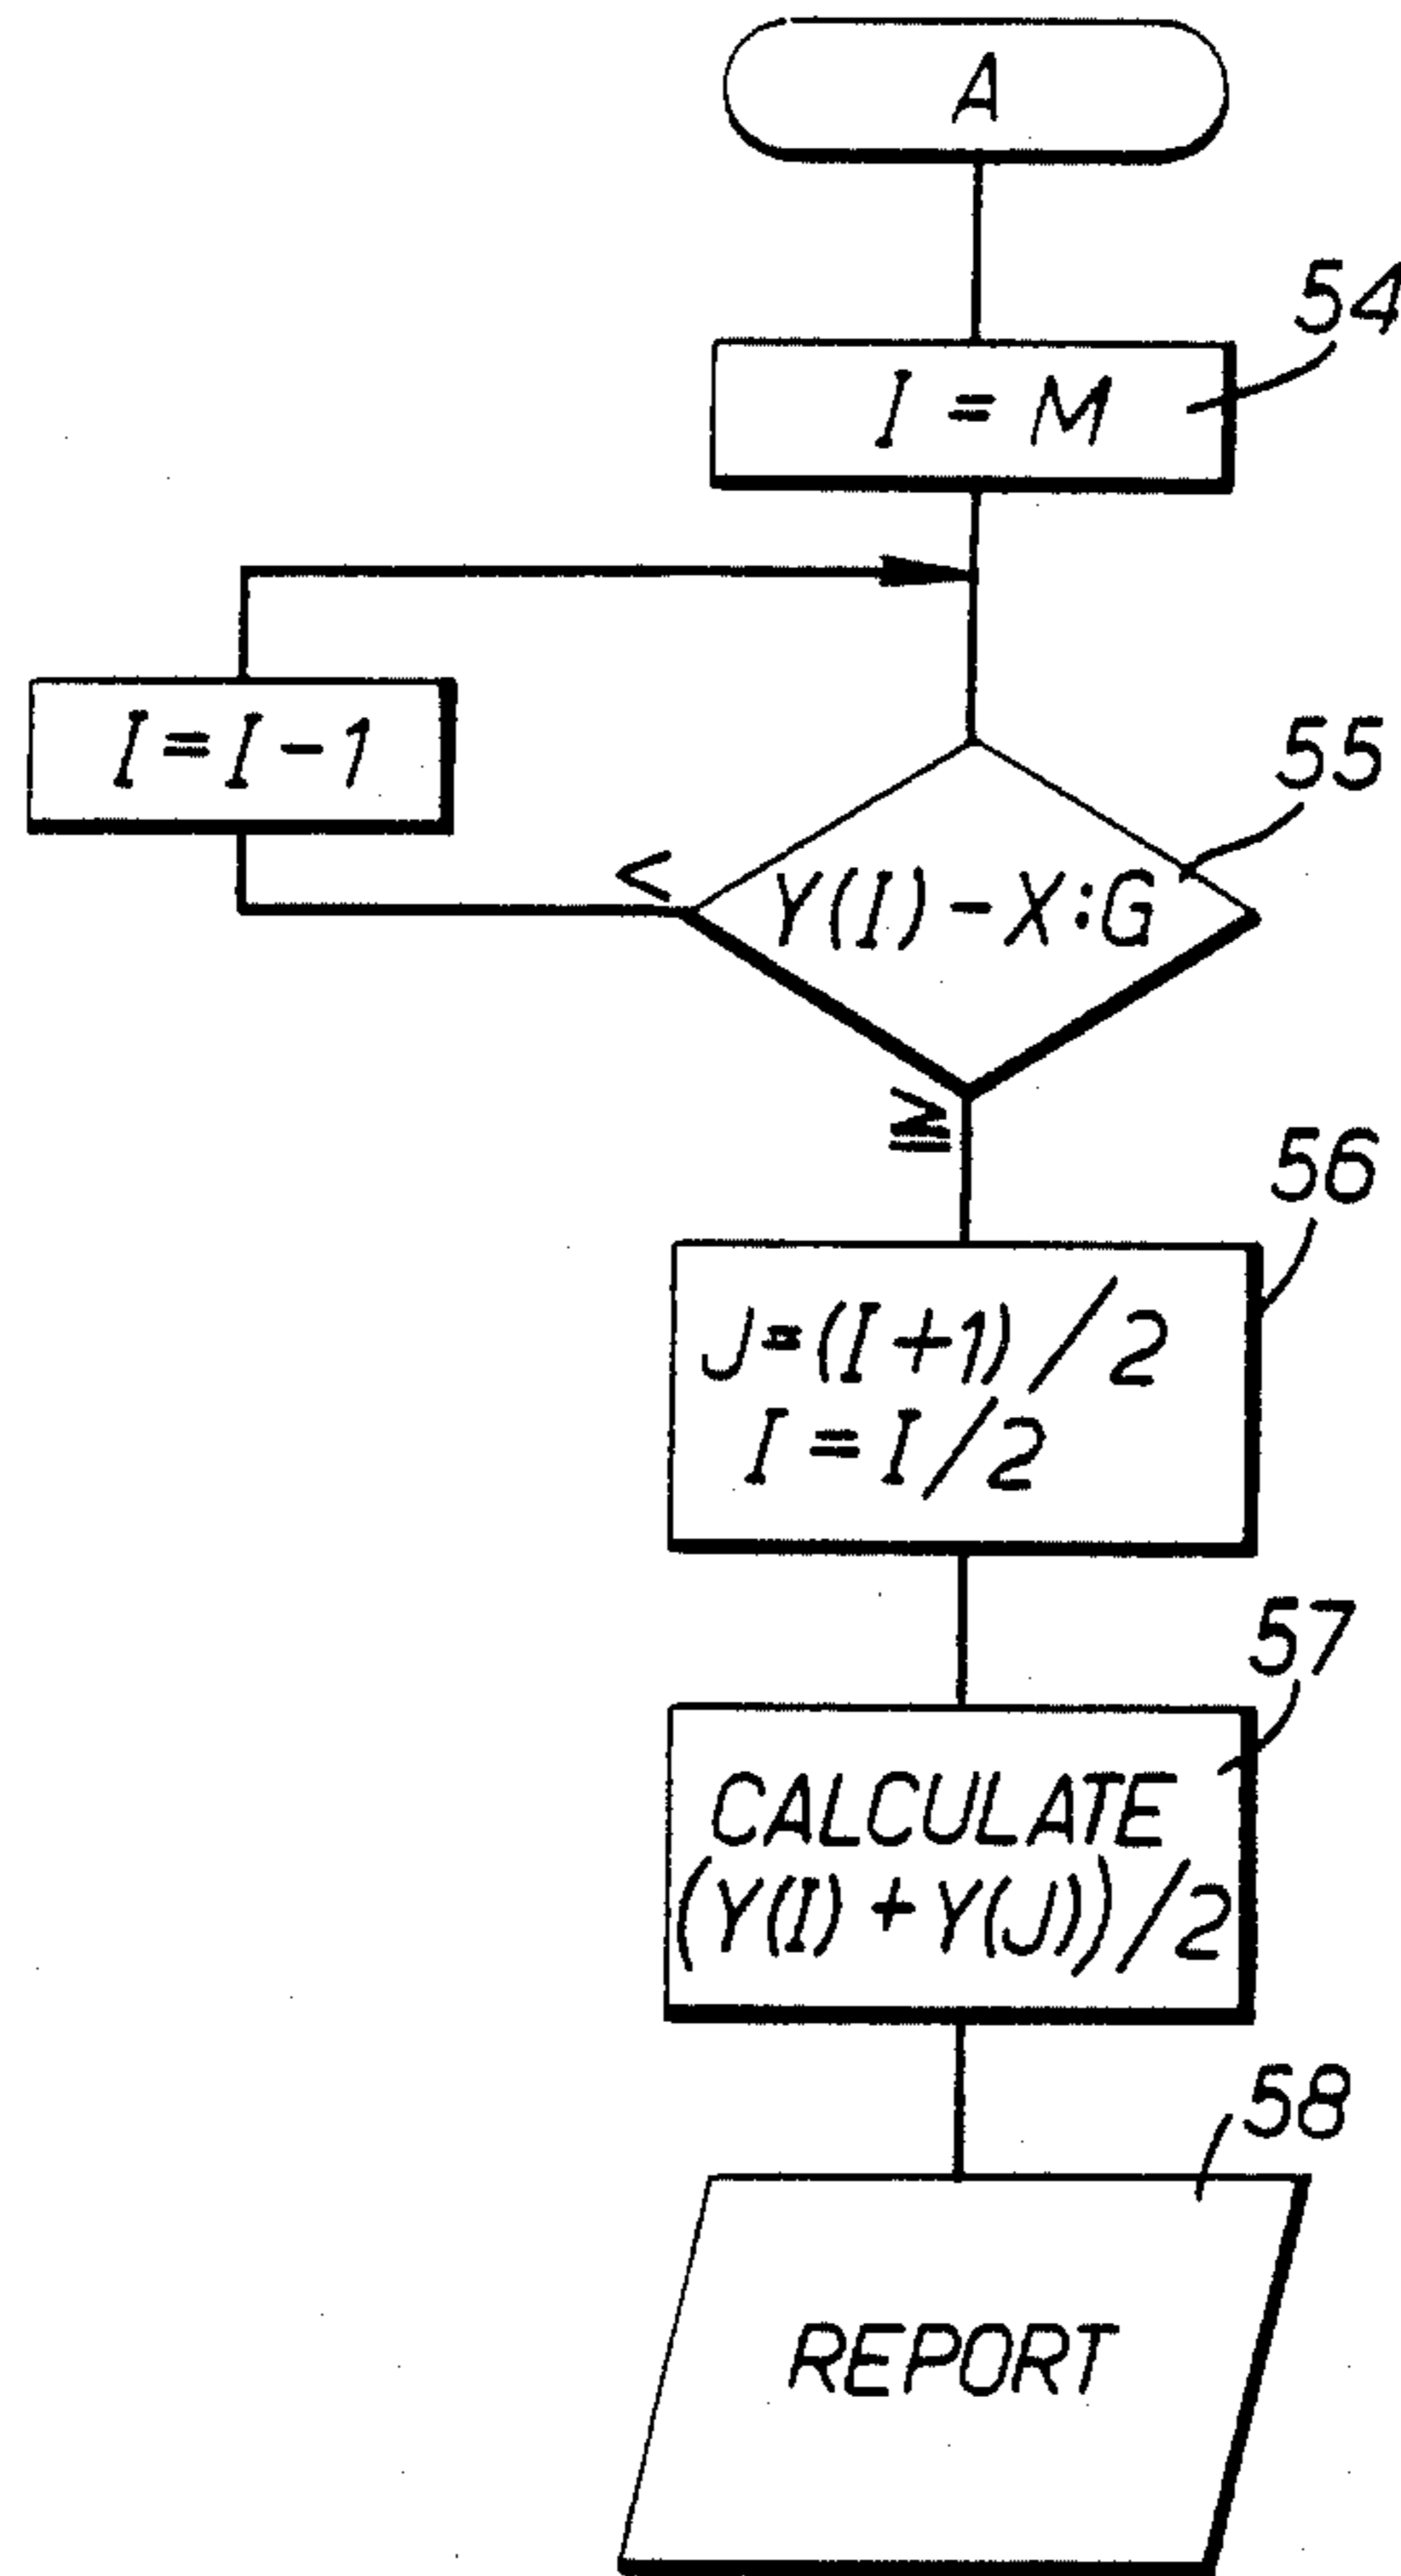 A
54
I = M
I=I-1
55
<
Y(I)-X:G
≧
56
J=(I+1)/2
I=I/2
57
CALCULATE
(Y(I)+Y(J))/2
58
REPORT